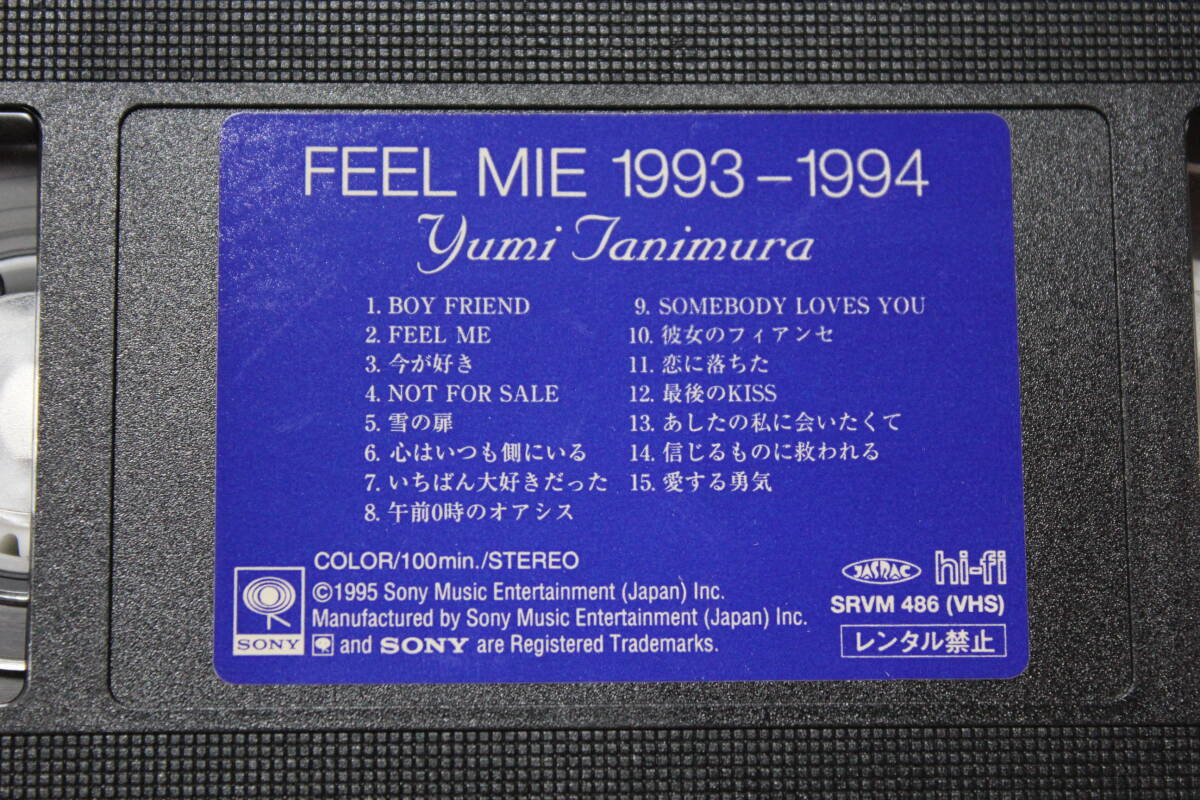 FEEL MIE 1993–1994
Yumi Tanimura
1. BOY FRIEND
2. FEEL ME
3. 今が好き
4. NOT FOR SALE
5. 雪の扉
6. 心はいつも側にいる
7. いちばん大好きだった
8. 午前0時のオアシス
9. SOMEBODY LOVES YOU
10. 彼女のフィアンセ
11. 恋に落ちた
12. 最後のKISS
13. あしたの私に会いたくて
14. 信じるものに救われる
15. 愛する勇気
COLOR/100min./STEREO
©1995 Sony Music Entertainment (Japan) Inc.
Manufactured by Sony Music Entertainment (Japan) Inc.
and SONY are Registered Trademarks.
SONY
JASRAC hi-fi
SRVM 486 (VHS)
レンタル禁止